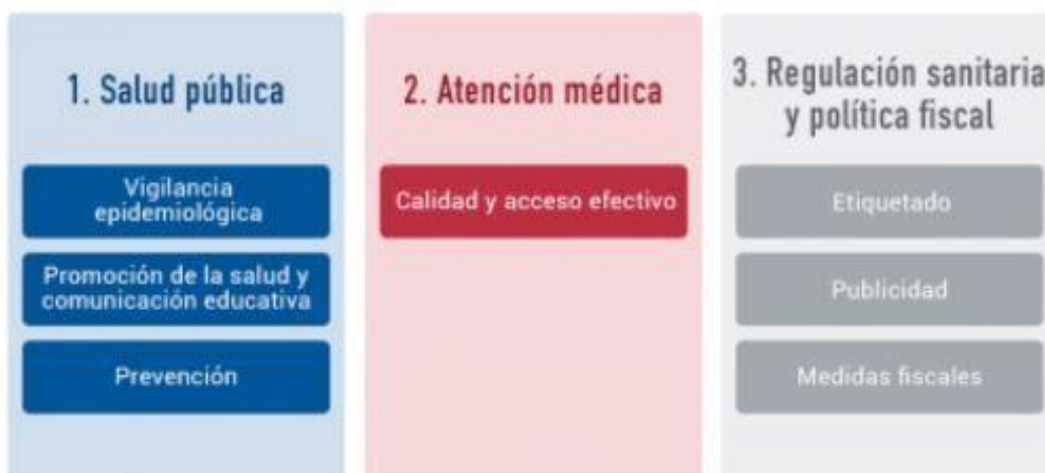 1. Salud pública
Vigilancia
epidemiológica
Promoción de la salud y
comunicación educativa
Prevención
2. Atención médica
Calidad y acceso efectivo
3. Regulación sanitaria
y política fiscal
Etiquetado
Publicidad
Medidas fiscales